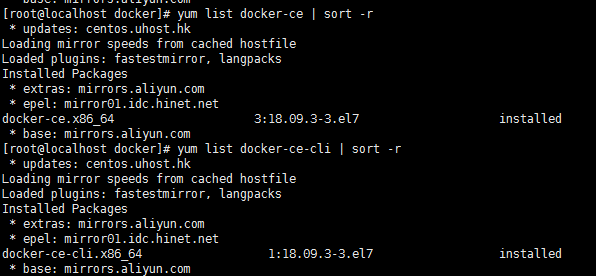 * base: mirrors.aliyun.com
[root@localhost docker]# yum list docker-ce | sort -r
 * updates: centos.uhost.hk
Loading mirror speeds from cached hostfile
Loaded plugins: fastestmirror, langpacks
Installed Packages
 * extras: mirrors.aliyun.com
 * epel: mirror01.idc.hinet.net
docker-ce.x86_64                    3:18.09.3-3.el7                    installed
 * base: mirrors.aliyun.com
[root@localhost docker]# yum list docker-ce-cli | sort -r
 * updates: centos.uhost.hk
Loading mirror speeds from cached hostfile
Loaded plugins: fastestmirror, langpacks
Installed Packages
 * extras: mirrors.aliyun.com
 * epel: mirror01.idc.hinet.net
docker-ce-cli.x86_64                  1:18.09.3-3.el7                  installed
 * base: mirrors.aliyun.com